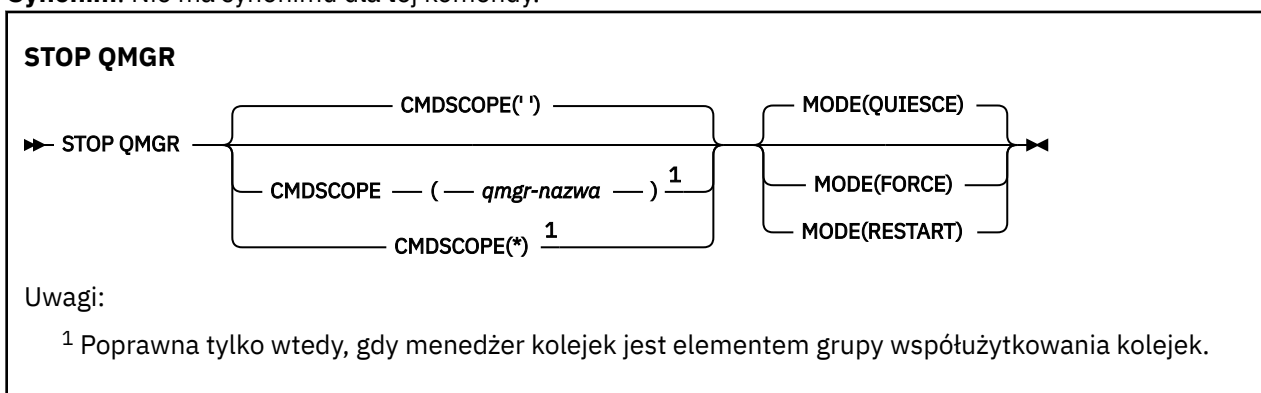 Synonim: Nie ma synonimu dla tej komendy.
STOP QMGR
CMDSCOPE(' ') MODE(QUIESCE)
STOP QMGR
CMDSCOPE ( qmgr-nazwa ) 1 MODE(FORCE)
CMDSCOPE(*) 1 MODE(RESTART)
Uwagi:
1 Poprawna tylko wtedy, gdy menedżer kolejek jest elementem grupy współużytkowania kolejek.